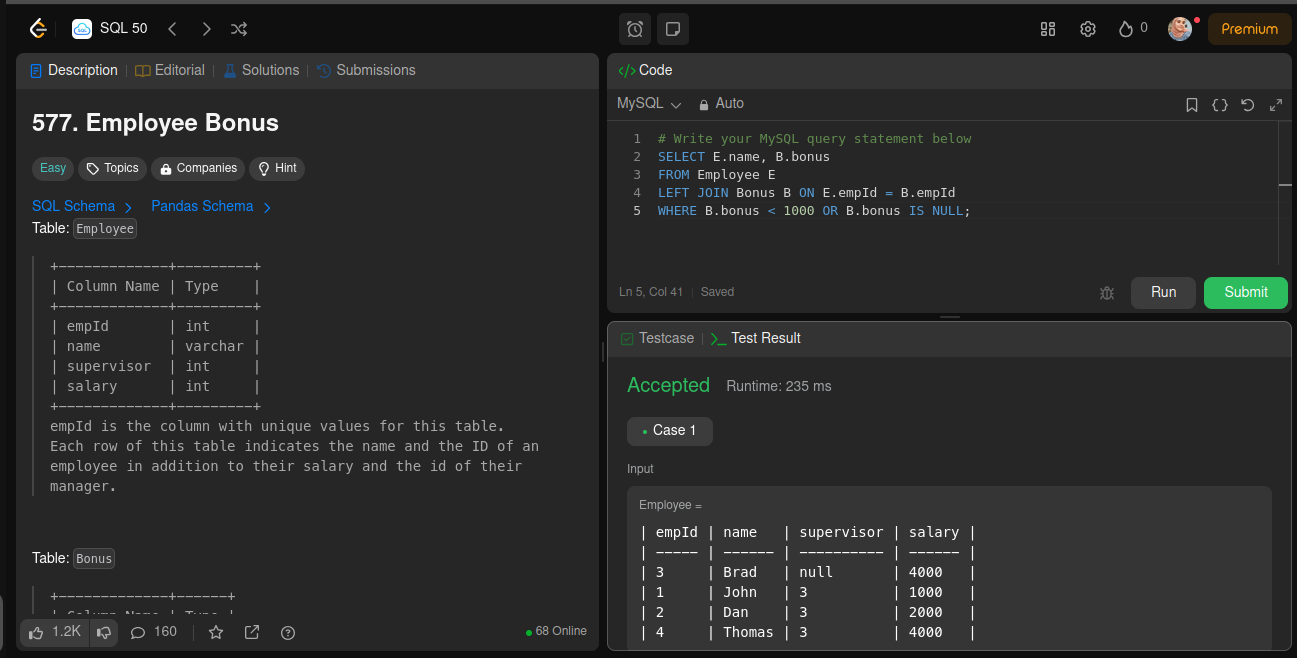 SQL 50
0
Premium
Description
Editorial
Solutions
Submissions
577. Employee Bonus
Easy
Topics
Companies
Hint
SQL Schema
Pandas Schema
Table: Employee
+-------------+---------+
| Column Name | Type    |
+-------------+---------+
| empId       | int     |
| name        | varchar |
| supervisor  | int     |
| salary      | int     |
+-------------+---------+
empId is the column with unique values for this table.
Each row of this table indicates the name and the ID of an
employee in addition to their salary and the id of their
manager.
Table: Bonus
+-------------+------+
| Column Name | Type |
1.2K
160
68 Online
</> Code
MySQL
Auto
1 # Write your MySQL query statement below
2 SELECT E.name, B.bonus
3 FROM Employee E
4 LEFT JOIN Bonus B ON E.empId = B.empId
5 WHERE B.bonus < 1000 OR B.bonus IS NULL;
Ln 5, Col 41 | Saved
Run
Submit
Testcase
Test Result
Accepted
Runtime: 235 ms
Case 1
Input
Employee =
| empId | name   | supervisor | salary |
| ----- | ------ | ---------- | ------ |
| 3     | Brad   | null       | 4000   |
| 1     | John   | 3          | 1000   |
| 2     | Dan    | 3          | 2000   |
| 4     | Thomas | 3          | 4000   |